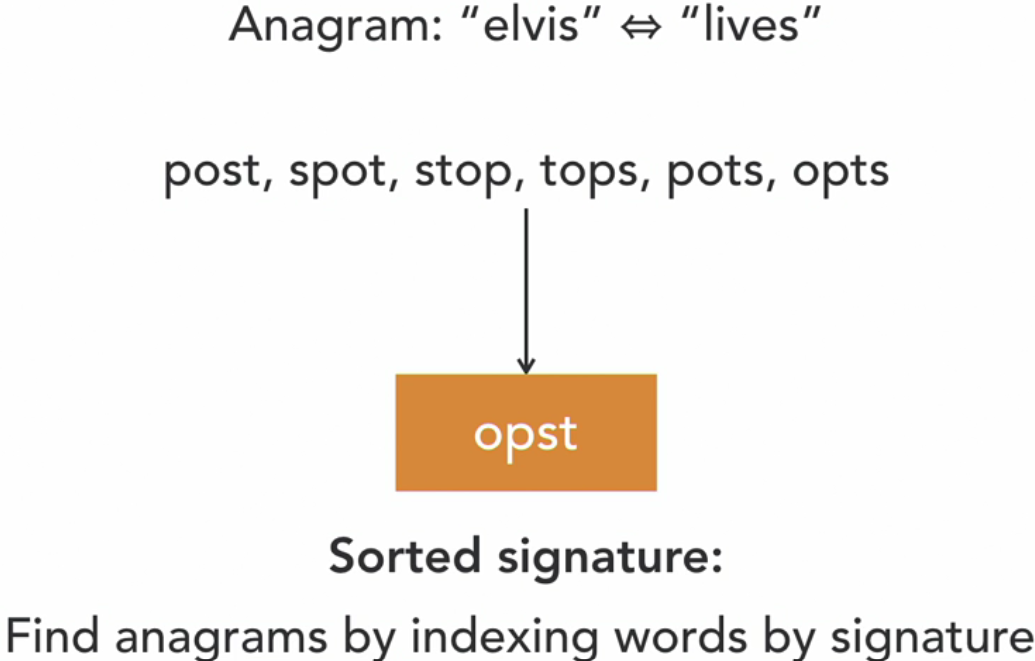 Anagram: “elvis” ⇔ “lives”
post, spot, stop, tops, pots, opts
opst
Sorted signature:
Find anagrams by indexing words by signature